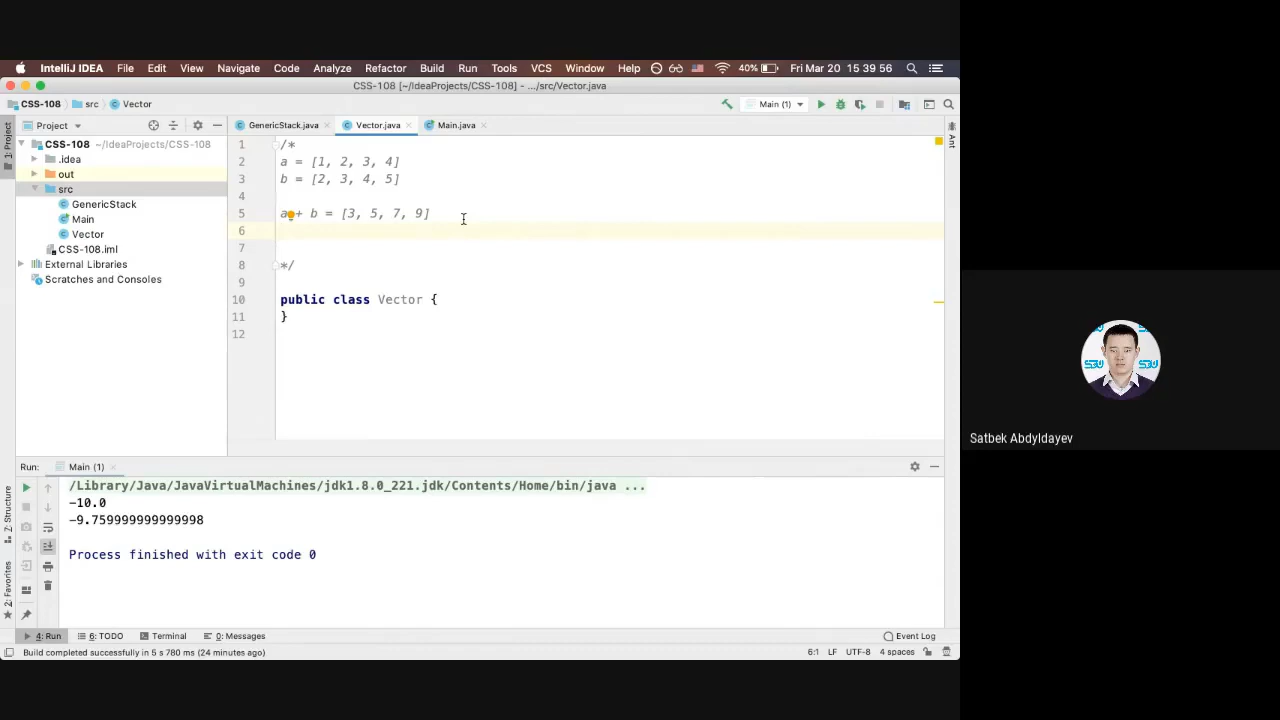 IntelliJ IDEA File Edit View Navigate Code Analyze Refactor Build Run Tools VCS Window Help 40% Fri Mar 20 15 39 56
CSS-108 [~/IdeaProjects/CSS-108] - .../src/Vector.java
CSS-108 src Vector Main (1)
Project GenericStack.java Vector.java Main.java
1: Project
Ant
CSS-108 ~/IdeaProjects/CSS-108
.idea
out
src
GenericStack
Main
Vector
CSS-108.iml
External Libraries
Scratches and Consoles
1 /*
2 a = [1, 2, 3, 4]
3 b = [2, 3, 4, 5]
4
5 a + b = [3, 5, 7, 9]
6
7
8 */
9
10 public class Vector {
11 }
12
Satbek Abdyldayev
Run: Main (1)
/Library/Java/JavaVirtualMachines/jdk1.8.0_221.jdk/Contents/Home/bin/java ...
-10.0
-9.759999999999998
Process finished with exit code 0
7: Structure
2: Favorites
4: Run 6: TODO Terminal 0: Messages Event Log
Build completed successfully in 5 s 780 ms (24 minutes ago) 6:1 LF UTF-8 4 spaces